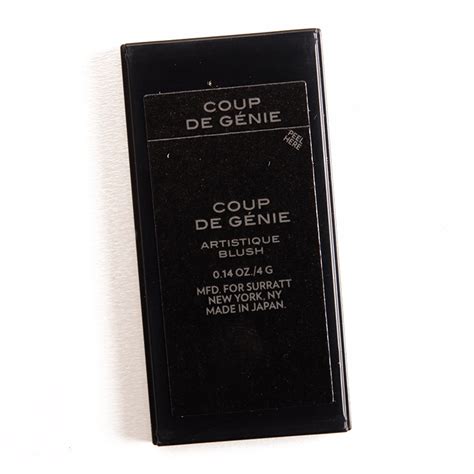 COUP
DE GÉNIE
PEEL
HERE
COUP
DE GÉNIE
ARTISTIQUE
BLUSH
0.14 OZ./4 G
MFD. FOR SURRATT
NEW YORK, NY
MADE IN JAPAN.